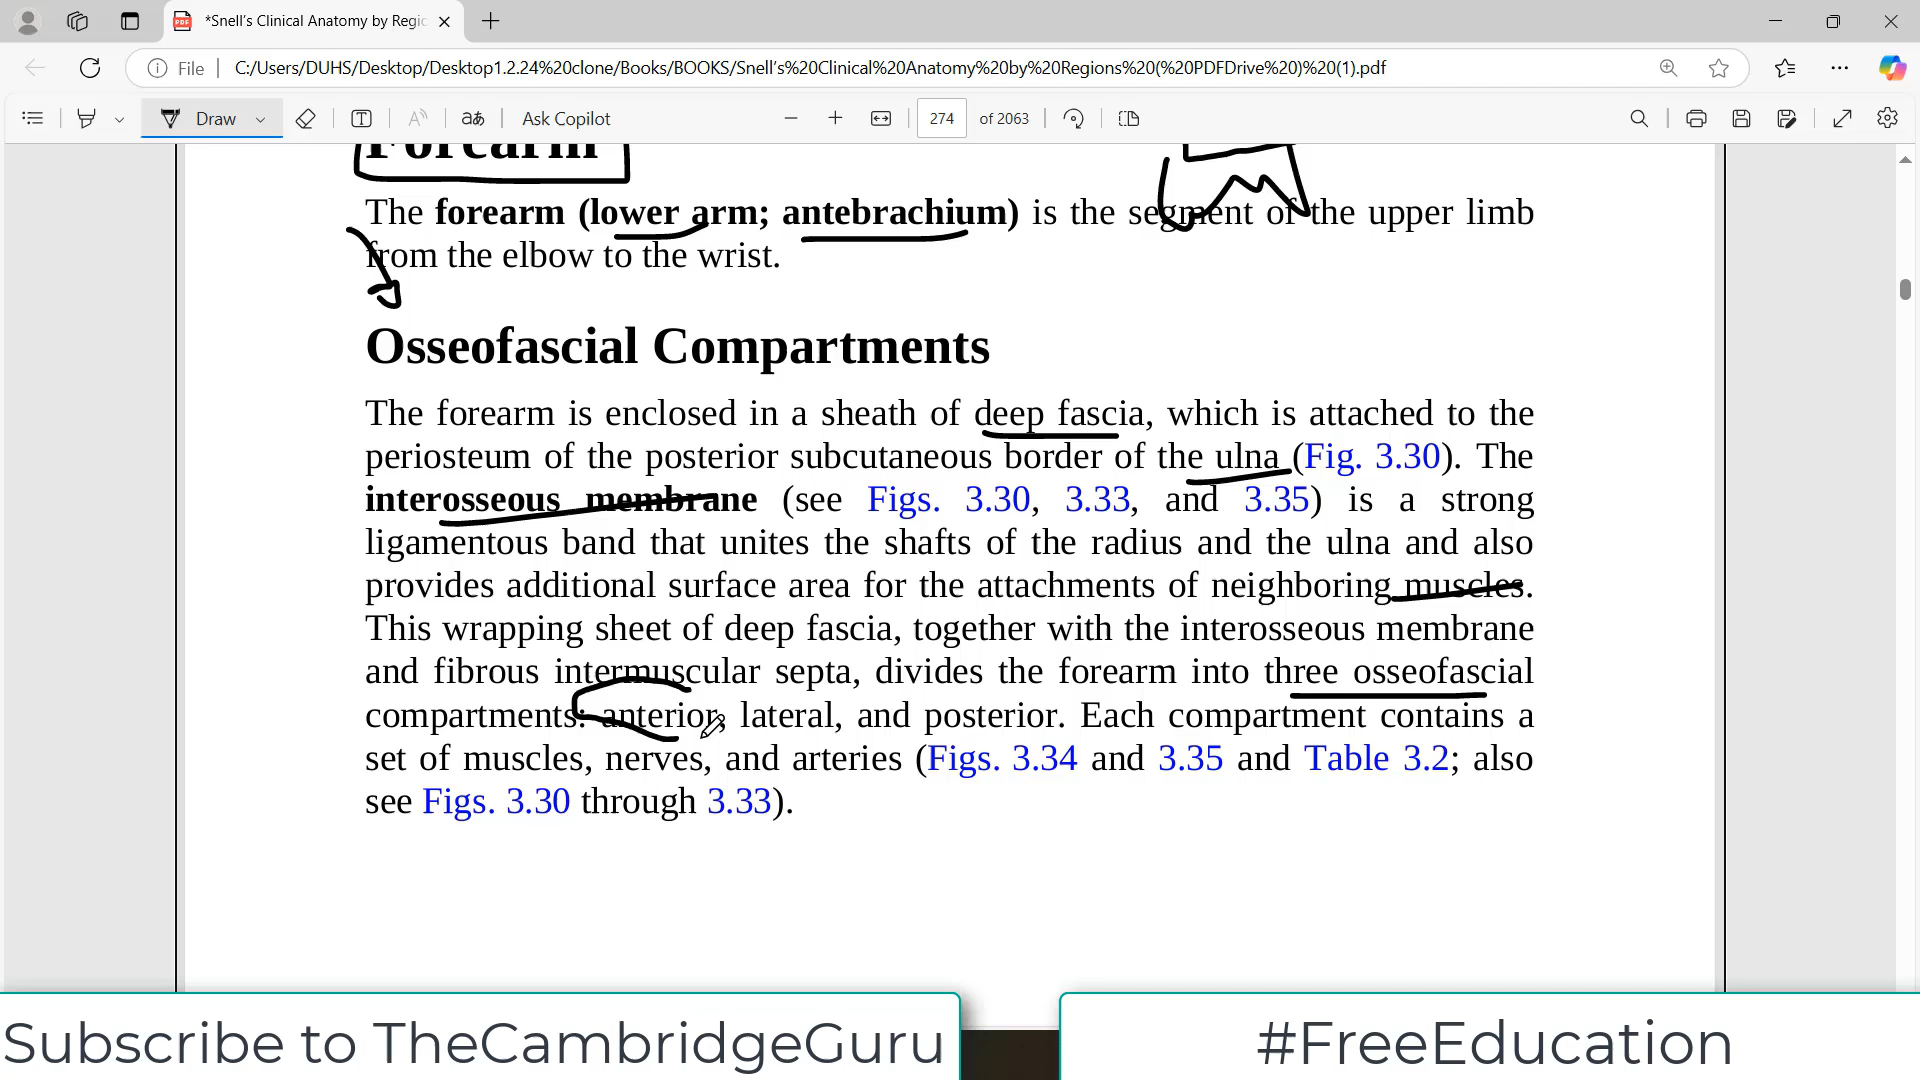 *Snell's Clinical Anatomy by Regic
File
C:/Users/DUHS/Desktop/Desktop1.2.24%20clone/Books/BOOKS/Snell's%20Clinical%20Anatomy%20by%20Regions%20(%20PDFDrive%20)%20(1).pdf
Draw
aあ
Ask Copilot
274 of 2063
Forearm
The forearm (lower arm; antebrachium) is the segment of the upper limb
from the elbow to the wrist.
Osseofascial Compartments
The forearm is enclosed in a sheath of deep fascia, which is attached to the
periosteum of the posterior subcutaneous border of the ulna (Fig. 3.30). The
interosseous membrane (see Figs. 3.30, 3.33, and 3.35) is a strong
ligamentous band that unites the shafts of the radius and the ulna and also
provides additional surface area for the attachments of neighboring muscles.
This wrapping sheet of deep fascia, together with the interosseous membrane
and fibrous intermuscular septa, divides the forearm into three osseofascial
compartments: anterior, lateral, and posterior. Each compartment contains a
set of muscles, nerves, and arteries (Figs. 3.34 and 3.35 and Table 3.2; also
see Figs. 3.30 through 3.33).
Subscribe to TheCambridgeGuru
#FreeEducation